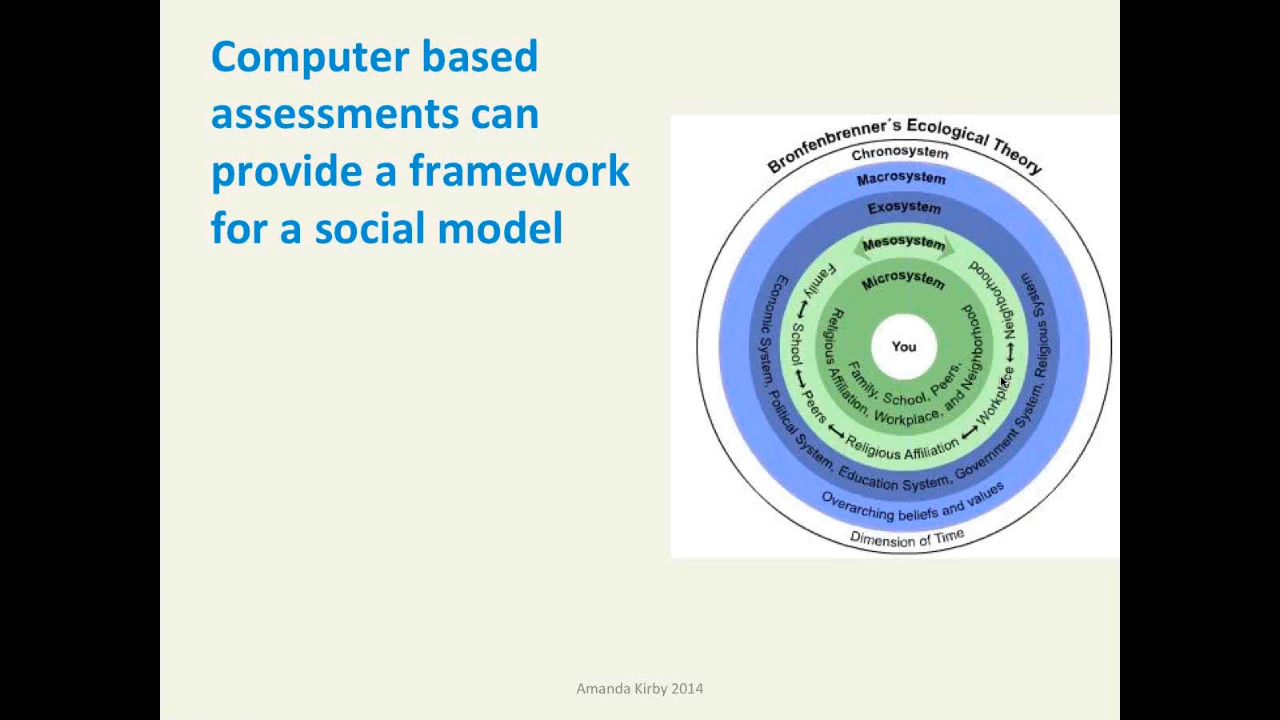 Computer based
assessments can
provide a framework
for a social model
Bronfenbrenner´s Ecological Theory
Chronosystem
Macrosystem
Exosystem
Mesosystem
Microsystem
You
Family, School, Peers,
Religious Affiliation, Workplace, and Neighborhood
Family ↔ School ↔ Peers ↔ Religious Affiliation ↔ Workplace ↔ Neighborhood
Economic System, Political System, Education System, Government System, Religious System
Overarching beliefs and values
Dimension of Time
Amanda Kirby 2014